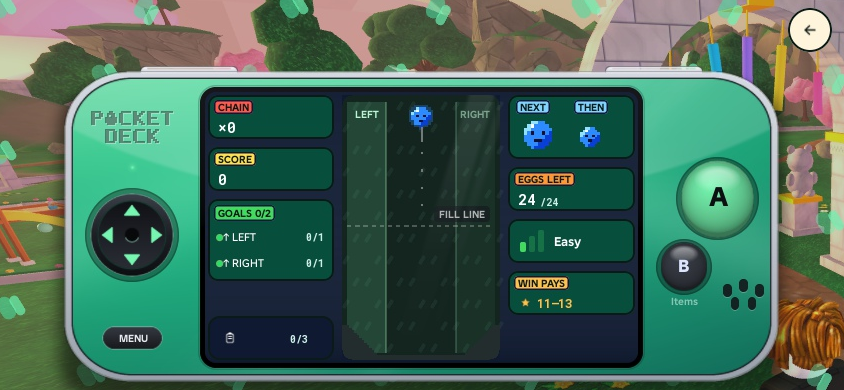 POCKET
DECK
CHAIN
×0
SCORE
0
GOALS 0/2
↑ LEFT 0/1
↑ RIGHT 0/1
0/3
MENU
LEFT
RIGHT
FILL LINE
NEXT
THEN
EGGS LEFT
24 /24
Easy
WIN PAYS
11–13
A
B
Items